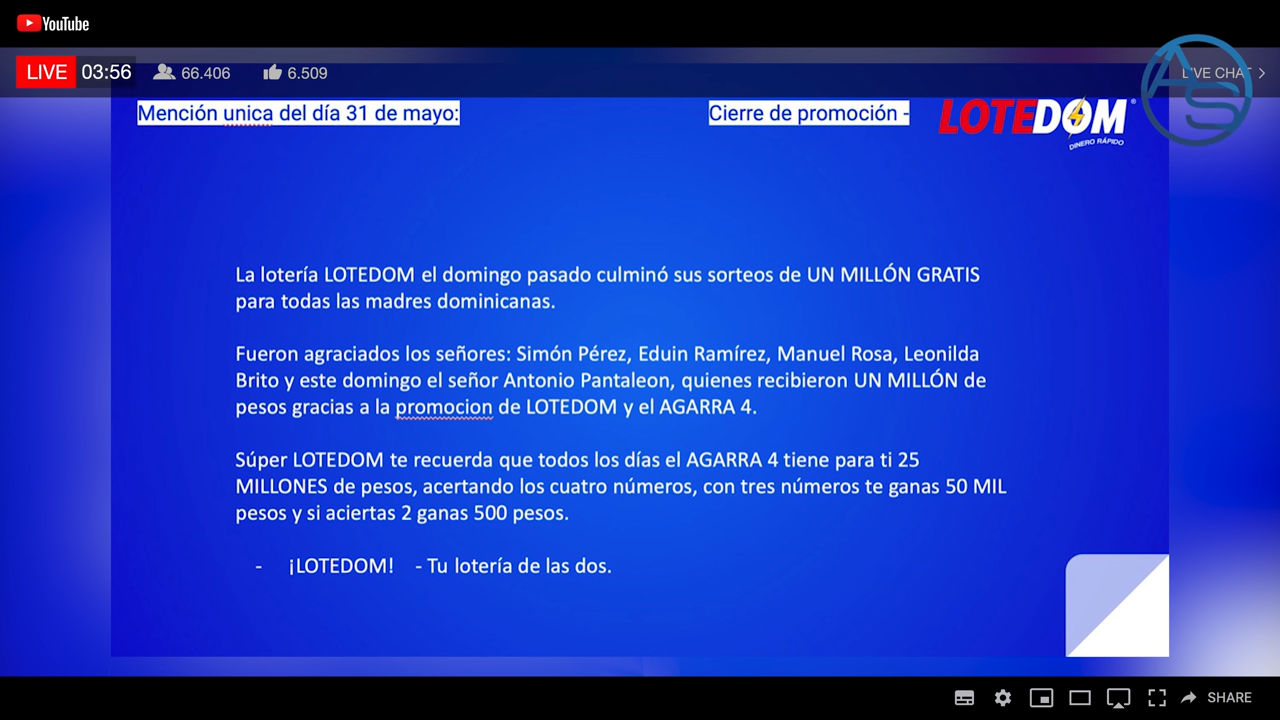 YouTube
LIVE 03:56 66.406 6.509
LIVE CHAT
AS
Mención unica del día 31 de mayo: Cierre de promoción -
LOTEDOM®
DINERO RÁPIDO
La lotería LOTEDOM el domingo pasado culminó sus sorteos de UN MILLÓN GRATIS
para todas las madres dominicanas.
Fueron agraciados los señores: Simón Pérez, Eduin Ramírez, Manuel Rosa, Leonilda
Brito y este domingo el señor Antonio Pantaleon, quienes recibieron UN MILLÓN de
pesos gracias a la promocion de LOTEDOM y el AGARRA 4.
Súper LOTEDOM te recuerda que todos los días el AGARRA 4 tiene para ti 25
MILLONES de pesos, acertando los cuatro números, con tres números te ganas 50 MIL
pesos y si aciertas 2 ganas 500 pesos.
- ¡LOTEDOM! - Tu lotería de las dos.
SHARE